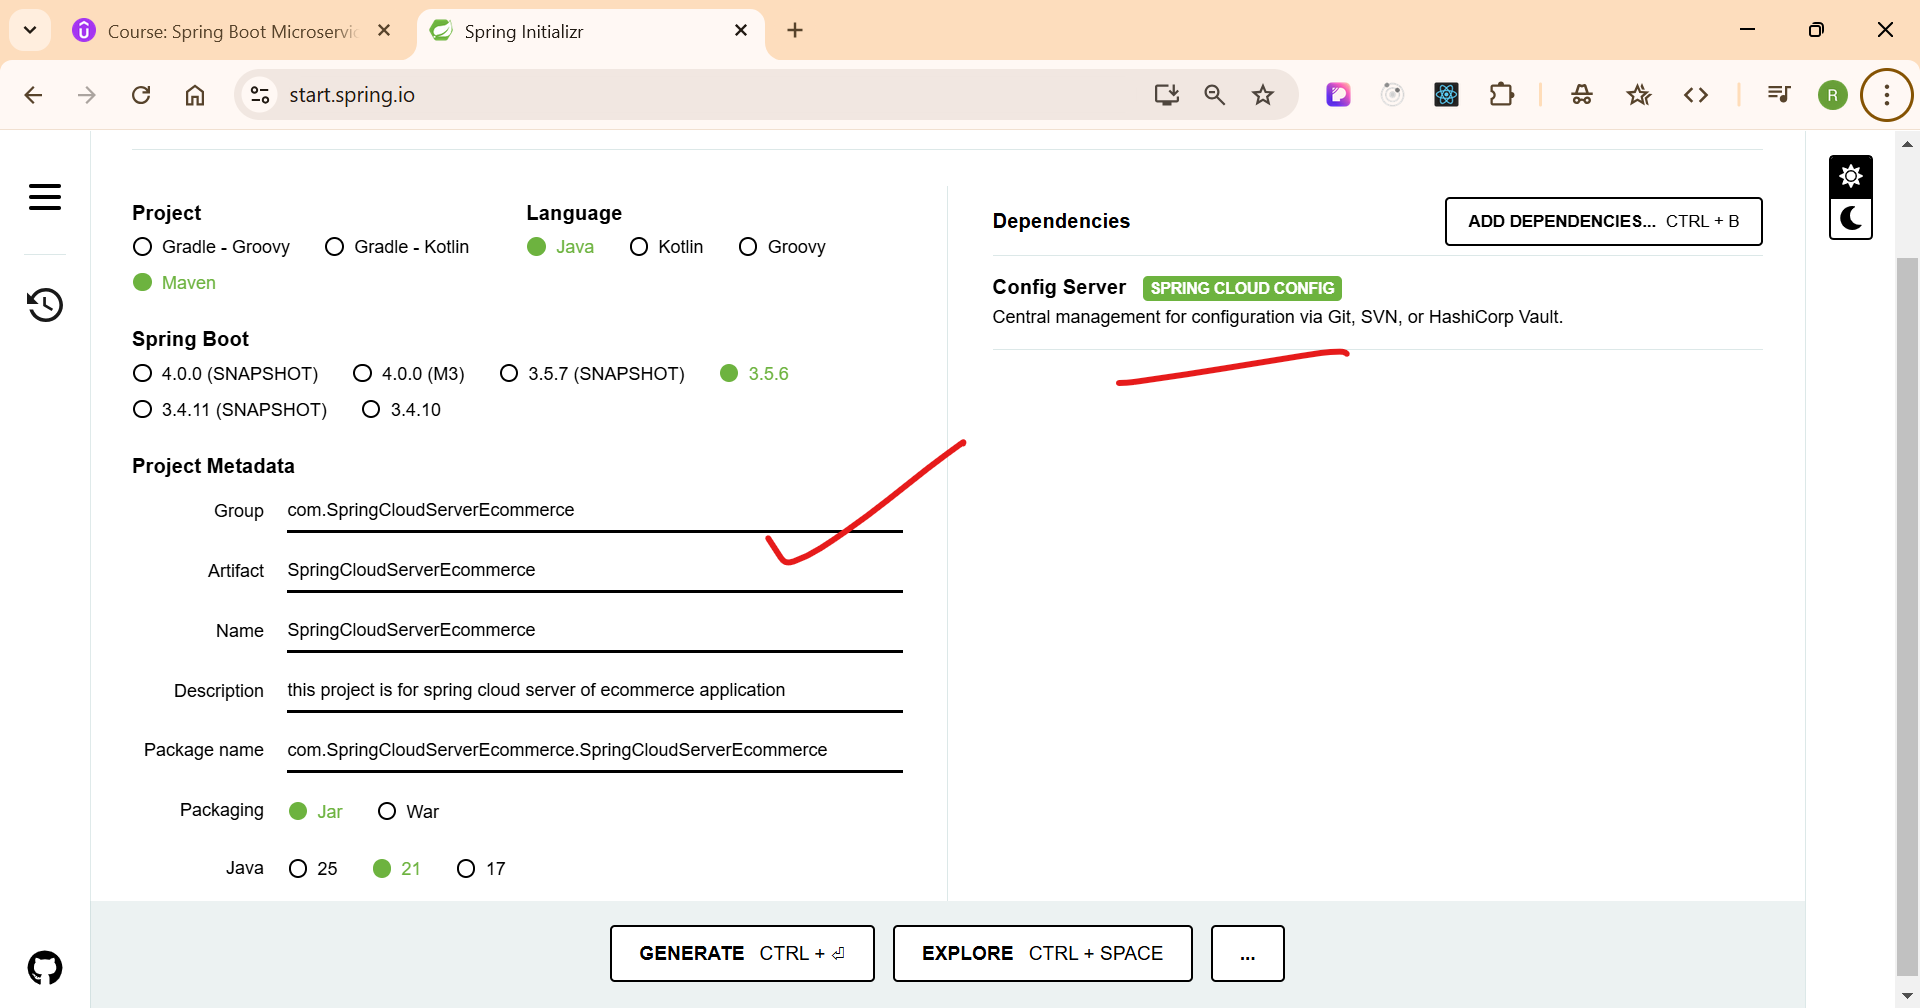 Course: Spring Boot Microservic
Spring Initializr
start.spring.io
R
Project
Gradle - Groovy
Gradle - Kotlin
Maven
Language
Java
Kotlin
Groovy
Spring Boot
4.0.0 (SNAPSHOT)
4.0.0 (M3)
3.5.7 (SNAPSHOT)
3.5.6
3.4.11 (SNAPSHOT)
3.4.10
Project Metadata
Group com.SpringCloudServerEcommerce
Artifact SpringCloudServerEcommerce
Name SpringCloudServerEcommerce
Description this project is for spring cloud server of ecommerce application
Package name com.SpringCloudServerEcommerce.SpringCloudServerEcommerce
Packaging Jar War
Java 25 21 17
Dependencies
ADD DEPENDENCIES... CTRL + B
Config Server SPRING CLOUD CONFIG
Central management for configuration via Git, SVN, or HashiCorp Vault.
GENERATE CTRL + ⏎
EXPLORE CTRL + SPACE
...